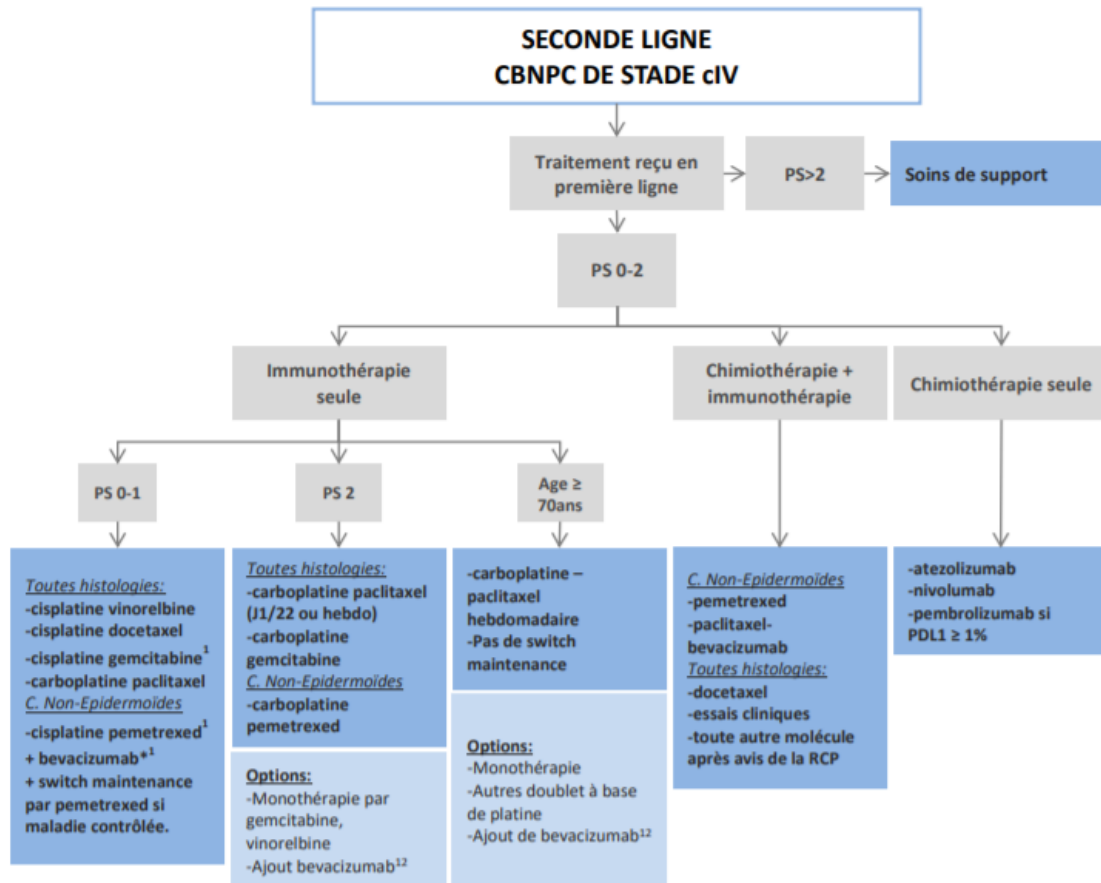 SECONDE LIGNE
CBNPC DE STADE cIV
Traitement reçu en
première ligne
PS>2
Soins de support
PS 0-2
Immunothérapie
seule
Chimiothérapie +
immunothérapie
Chimiothérapie seule
PS 0-1
PS 2
Age ≥
70ans
Toutes histologies:
-cisplatine vinorelbine
-cisplatine docetaxel
-cisplatine gemcitabine¹
-carboplatine paclitaxel
C. Non-Epidermoïdes
-cisplatine pemetrexed¹
+ bevacizumab*¹
+ switch maintenance
par pemetrexed si
maladie contrôlée.
Toutes histologies:
-carboplatine paclitaxel
(J1/22 ou hebdo)
-carboplatine
gemcitabine
C. Non-Epidermoïdes
-carboplatine
pemetrexed
Options:
-Monothérapie par
gemcitabine,
vinorelbine
-Ajout bevacizumab¹²
-carboplatine –
paclitaxel
hebdomadaire
-Pas de switch
maintenance
Options:
-Monothérapie
-Autres doublet à base
de platine
-Ajout de bevacizumab¹²
C. Non-Epidermoïdes
-pemetrexed
-paclitaxel-
bevacizumab
Toutes histologies:
-docetaxel
-essais cliniques
-toute autre molécule
après avis de la RCP
-atezolizumab
-nivolumab
-pembrolizumab si
PDL1 ≥ 1%